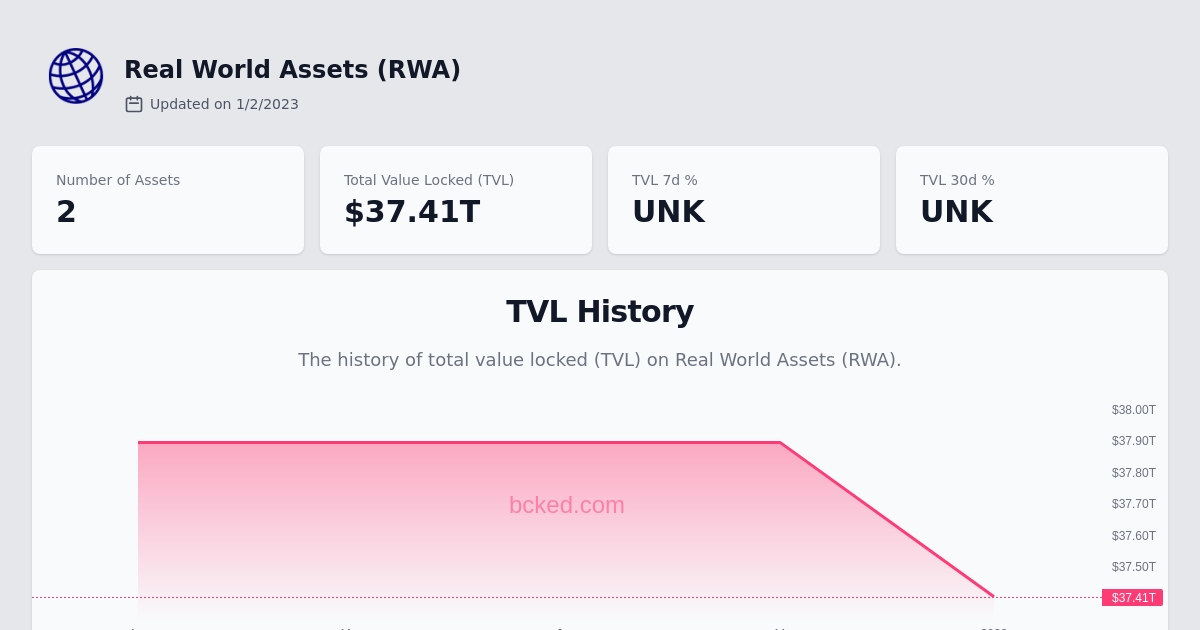 Real World Assets (RWA)
Updated on 1/2/2023
Number of Assets
2
Total Value Locked (TVL)
$37.41T
TVL 7d %
UNK
TVL 30d %
UNK
TVL History
The history of total value locked (TVL) on Real World Assets (RWA).
$38.00T
$37.90T
$37.80T
$37.70T
$37.60T
$37.50T
$37.41T
bcked.com